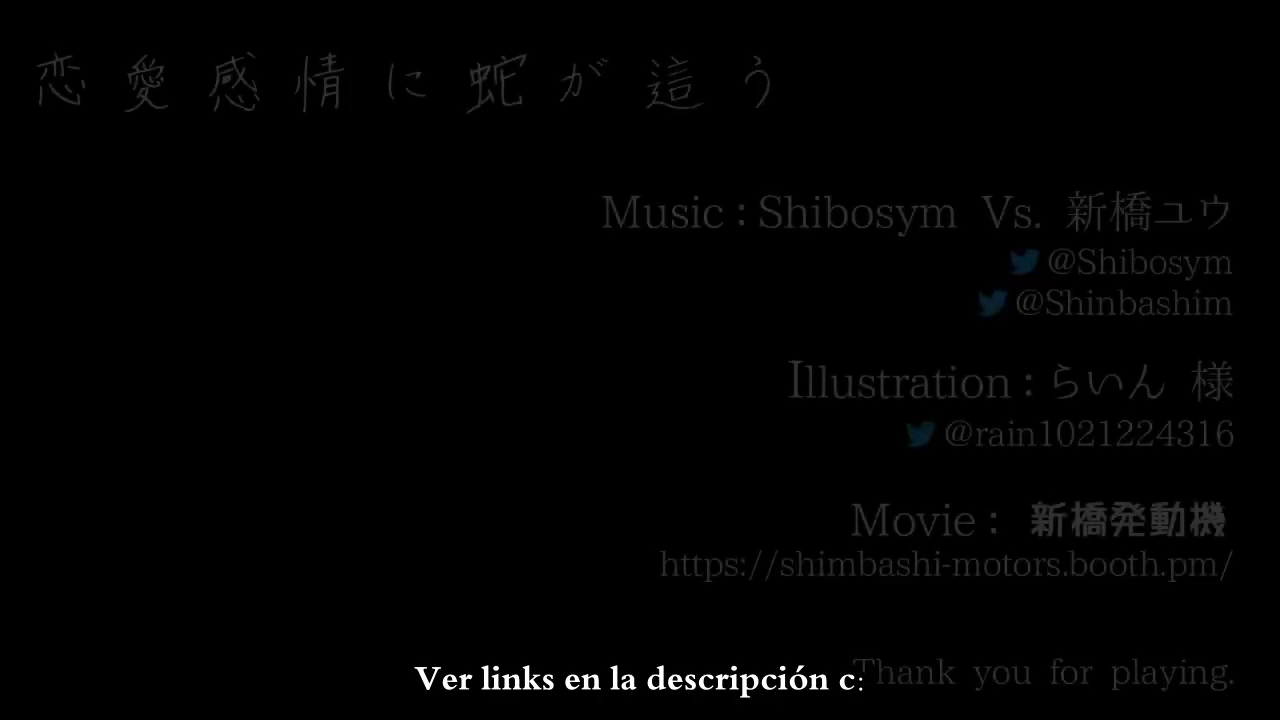 恋愛感情に蛇が這う
Music : Shibosym Vs. 新橋ユウ
@Shibosym
@Shinbashim
Illustration : らいん 様
@rain1021224316
Movie : 新橋発動機
https://shimbashi-motors.booth.pm/
Thank you for playing.
Ver links en la descripción c: